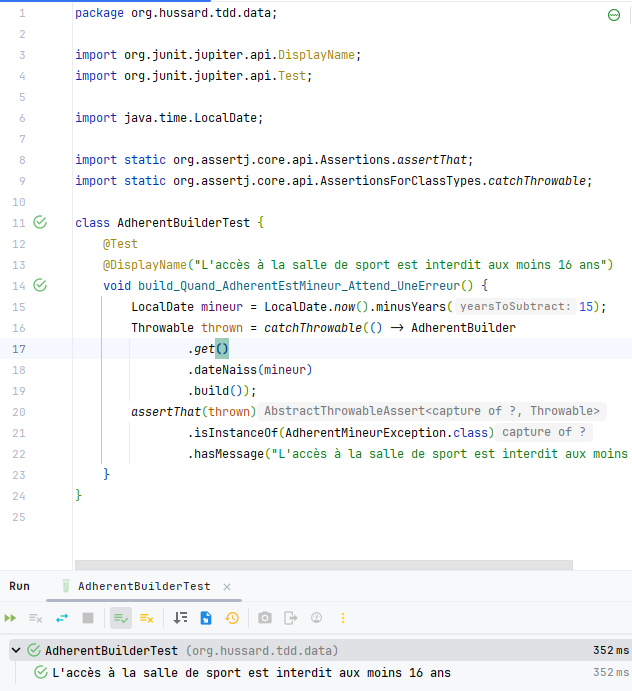 1 package org.hussard.tdd.data;
2
3 import org.junit.jupiter.api.DisplayName;
4 import org.junit.jupiter.api.Test;
5
6 import java.time.LocalDate;
7
8 import static org.assertj.core.api.Assertions.assertThat;
9 import static org.assertj.core.api.AssertionsForClassTypes.catchThrowable;
10
11 class AdherentBuilderTest {
12 @Test
13 @DisplayName("L'accès à la salle de sport est interdit aux moins 16 ans")
14 void build_Quand_AdherentEstMineur_Attend_UneErreur() {
15 LocalDate mineur = LocalDate.now().minusYears( yearsToSubtract: 15);
16 Throwable thrown = catchThrowable(() → AdherentBuilder
17 .get()
18 .dateNaiss(mineur)
19 .build());
20 assertThat(thrown) AbstractThrowableAssert<capture of ?, Throwable>
21 .isInstanceOf(AdherentMineurException.class) capture of ?
22 .hasMessage("L'accès à la salle de sport est interdit aux moins
23 }
24 }
25
Run AdherentBuilderTest ×
AdherentBuilderTest (org.hussard.tdd.data) 352 ms
L'accès à la salle de sport est interdit aux moins 16 ans 352 ms